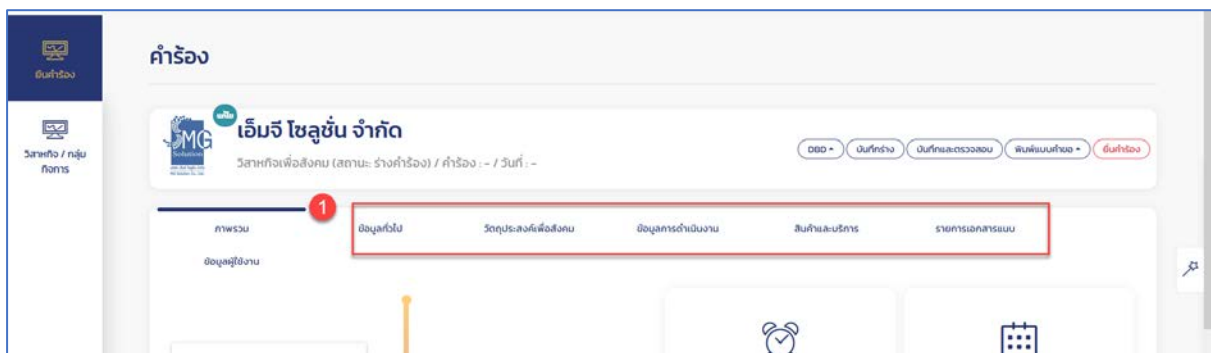 คำร้อง
ยื่นคำร้อง
วิสาหกิจ / กลุ่ม
กิจการ
MG
Solution
แก้ไข
เอ็มจี โซลูชั่น จำกัด
วิสาหกิจเพื่อสังคม (สถานะ: ร่างคำร้อง) / คำร้อง : - / วันที่ : -
DBD บันทึกร่าง บันทึกและตรวจสอบ พิมพ์แบบคำขอ ยื่นคำร้อง
1
ภาพรวม ข้อมูลทั่วไป วัตถุประสงค์เพื่อสังคม ข้อมูลการดำเนินงาน สินค้าและบริการ รายการเอกสารแนบ
ข้อมูลผู้ใช้งาน